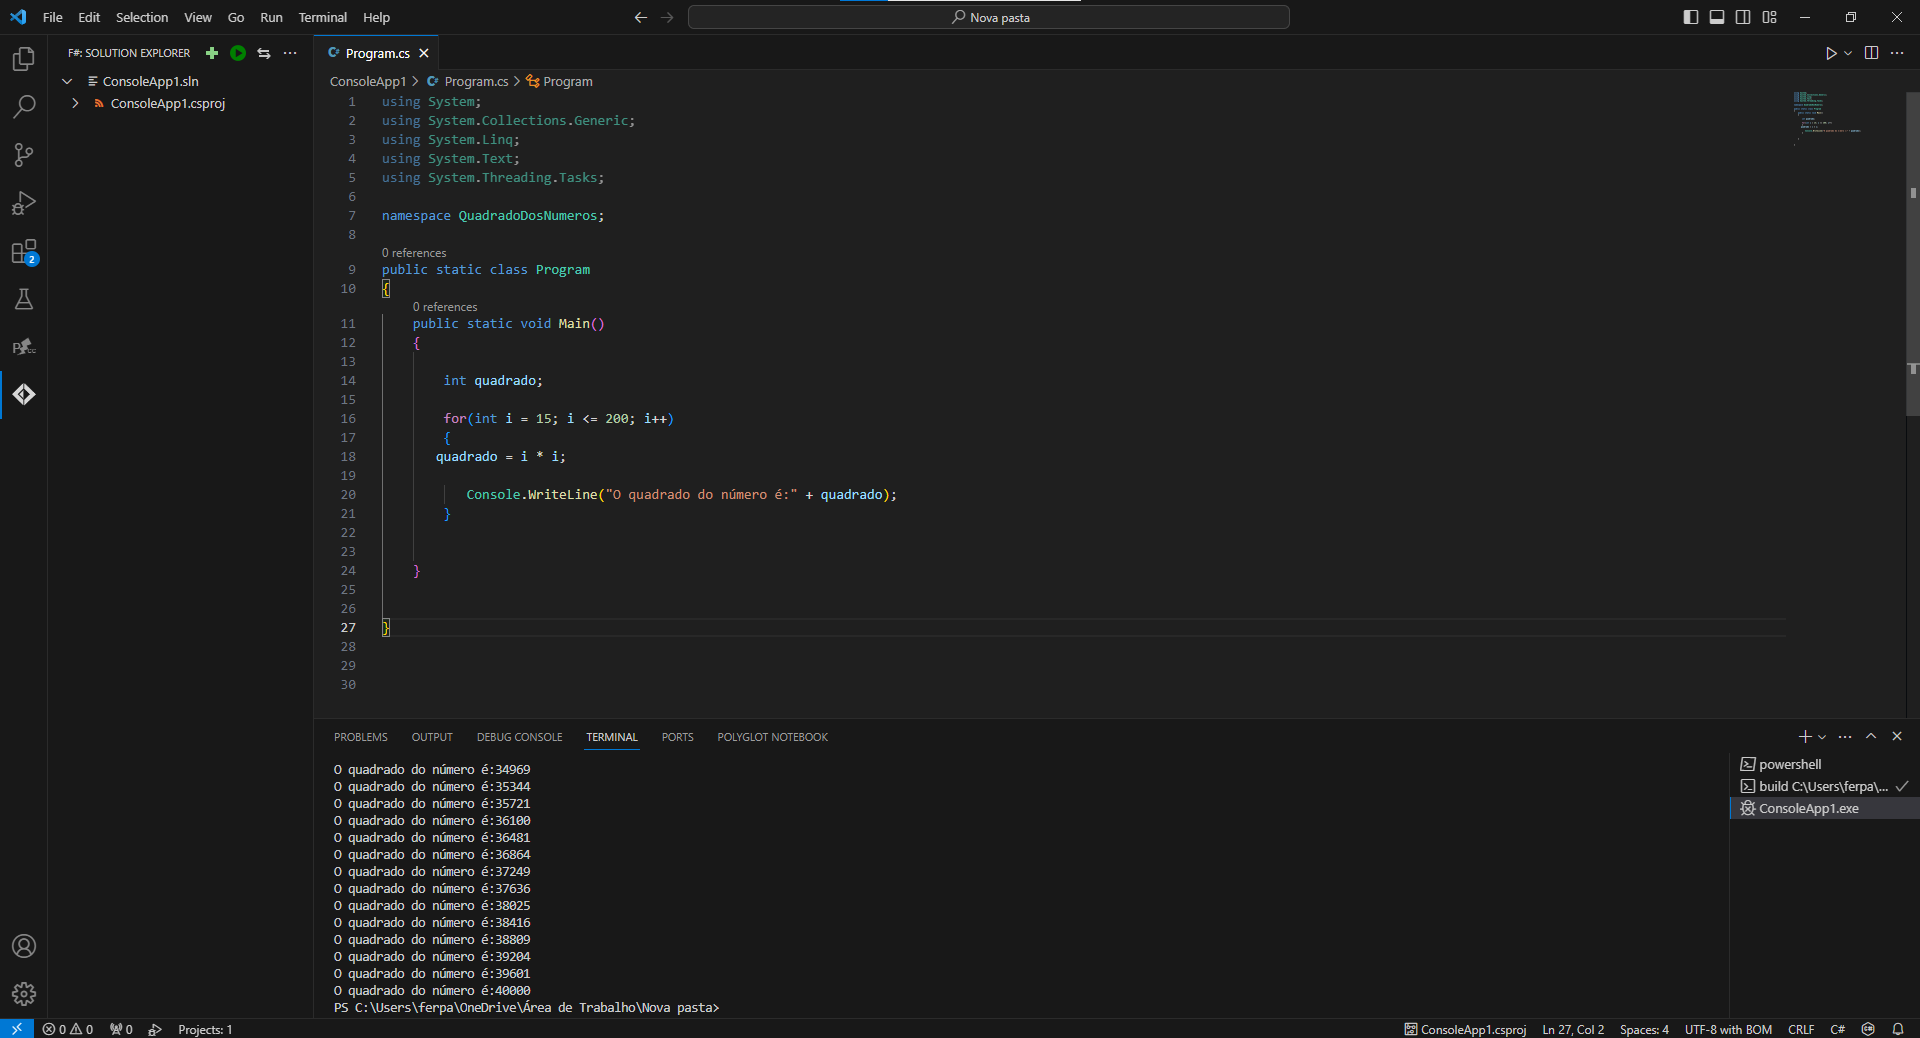 File Edit Selection View Go Run Terminal Help
Nova pasta
F#: SOLUTION EXPLORER
ConsoleApp1.sln
ConsoleApp1.csproj
2
Program.cs
ConsoleApp1 > Program.cs > Program
1 using System;
2 using System.Collections.Generic;
3 using System.Linq;
4 using System.Text;
5 using System.Threading.Tasks;
6
7 namespace QuadradoDosNumeros;
8
0 references
9 public static class Program
10 {
0 references
11 public static void Main()
12 {
13
14 int quadrado;
15
16 for(int i = 15; i <= 200; i++)
17 {
18 quadrado = i * i;
19
20 Console.WriteLine("O quadrado do número é:" + quadrado);
21 }
22
23
24 }
25
26
27 }
28
29
30
PROBLEMS OUTPUT DEBUG CONSOLE TERMINAL PORTS POLYGLOT NOTEBOOK
O quadrado do número é:34969
O quadrado do número é:35344
O quadrado do número é:35721
O quadrado do número é:36100
O quadrado do número é:36481
O quadrado do número é:36864
O quadrado do número é:37249
O quadrado do número é:37636
O quadrado do número é:38025
O quadrado do número é:38416
O quadrado do número é:38809
O quadrado do número é:39204
O quadrado do número é:39601
O quadrado do número é:40000
PS C:\Users\ferpa\OneDrive\Área de Trabalho\Nova pasta>
powershell
build C:\Users\ferpa\...
ConsoleApp1.exe
0 0 0 Projects: 1 ConsoleApp1.csproj Ln 27, Col 2 Spaces: 4 UTF-8 with BOM CRLF C#